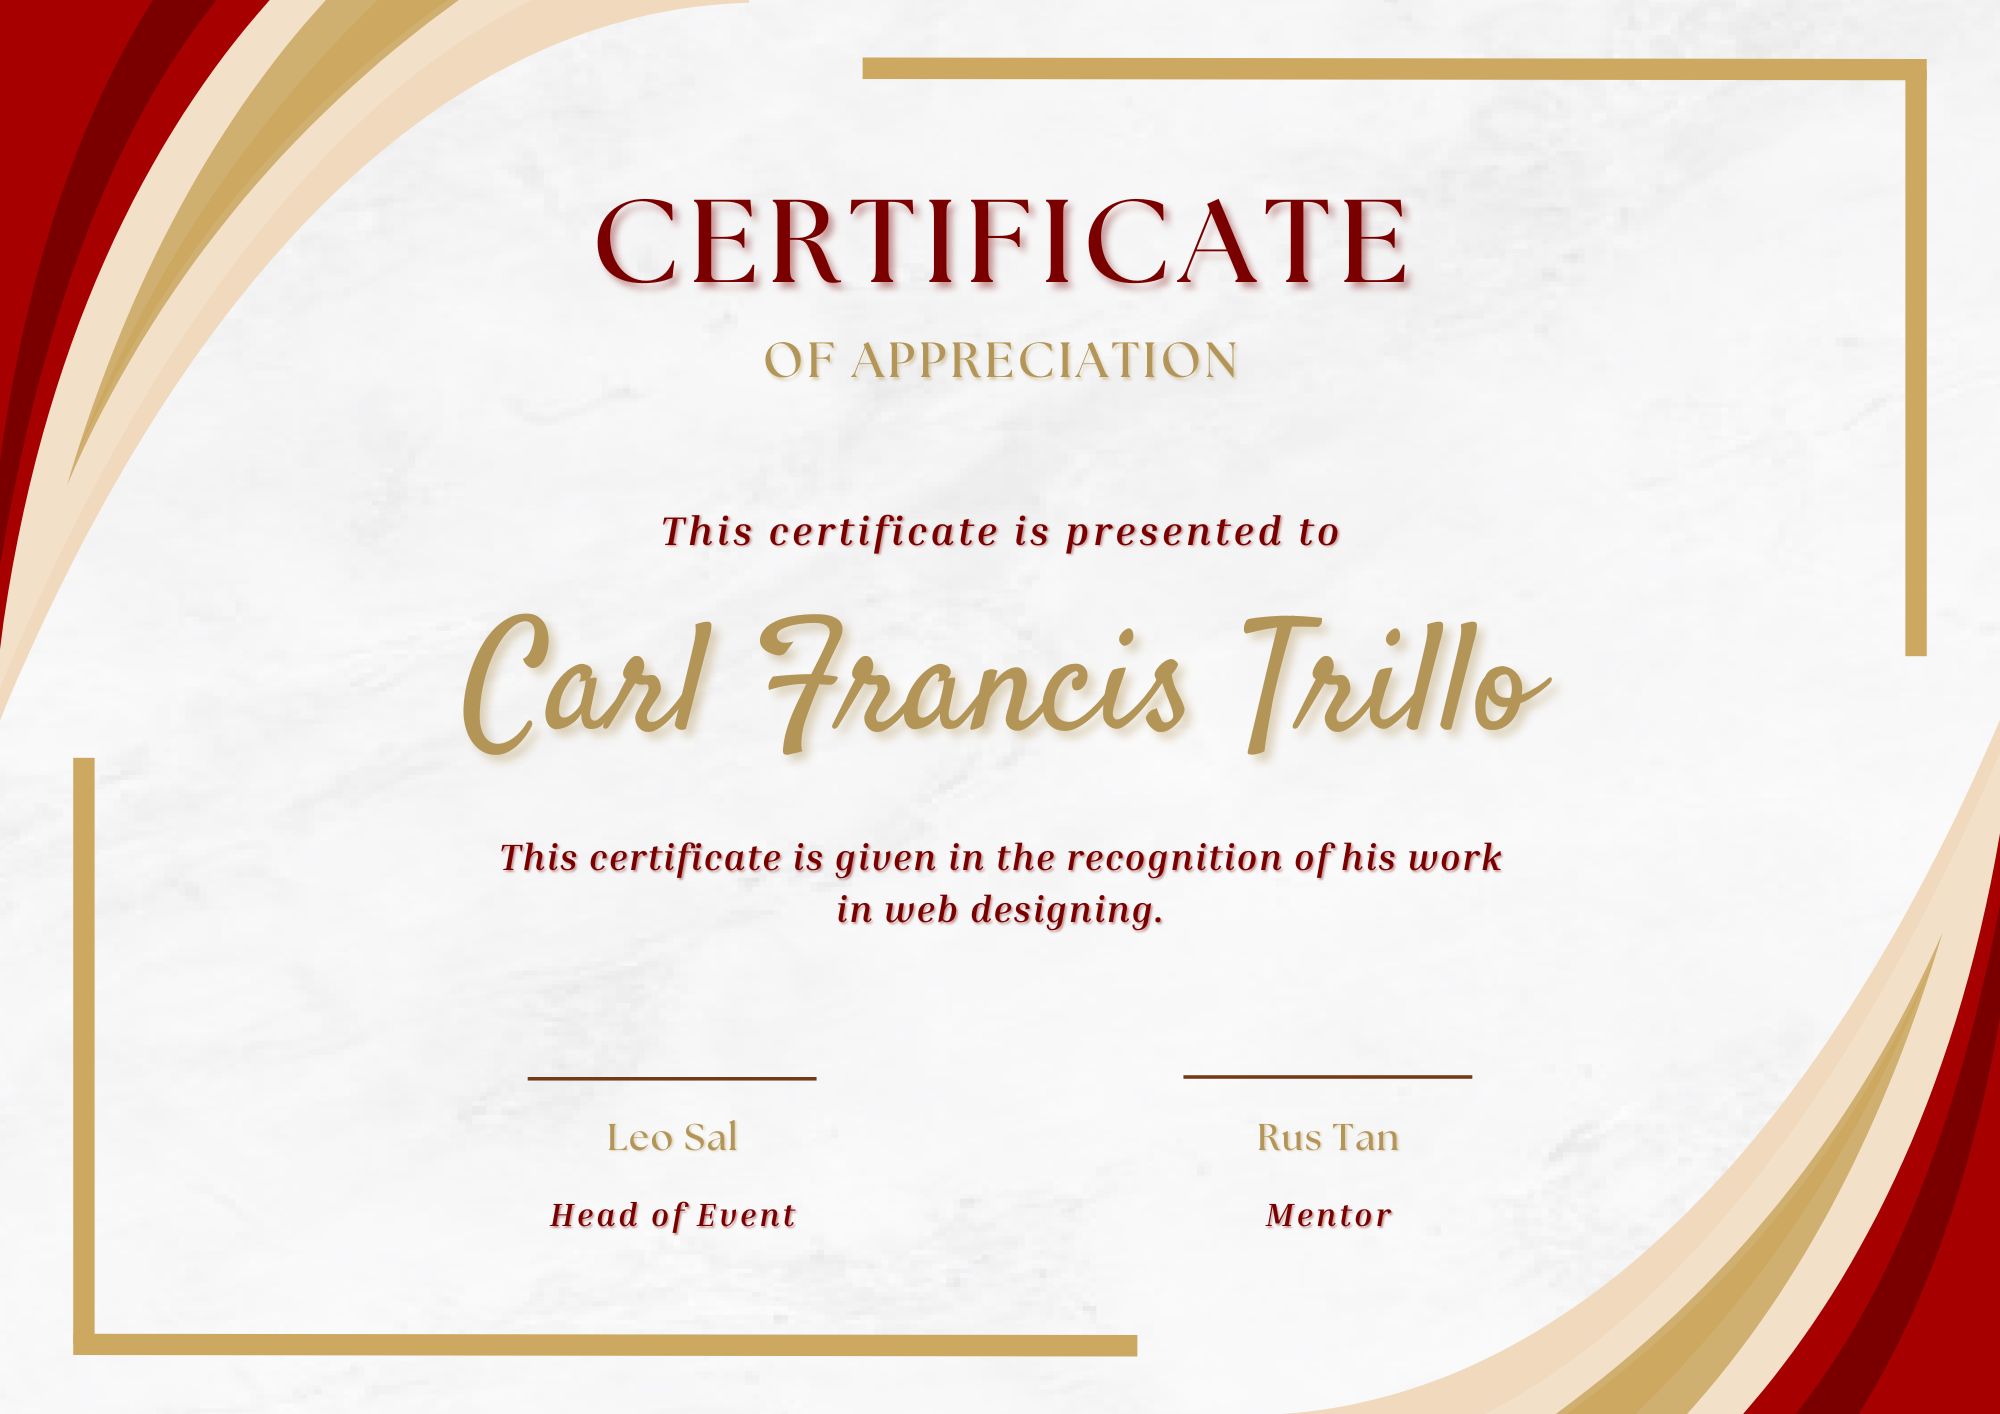 CERTIFICATE
OF APPRECIATION
This certificate is presented to
Carl Francis Trillo
This certificate is given in the recognition of his work
in web designing.
Leo Sal
Rus Tan
Head of Event
Mentor